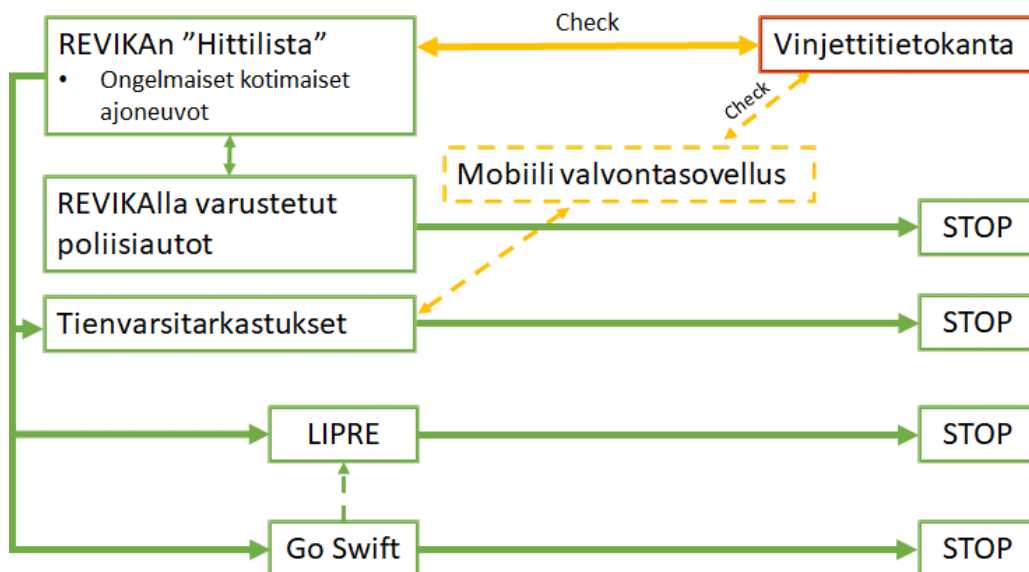 REVIKAn ”Hittilista”
• Ongelmaiset kotimaiset
ajoneuvot
Check
Vinjettitietokanta
Check
Mobiili valvontasovellus
REVIKAlla varustetut
poliisiautot
STOP
Tienvarsitarkastukset
STOP
LIPRE
STOP
Go Swift
STOP